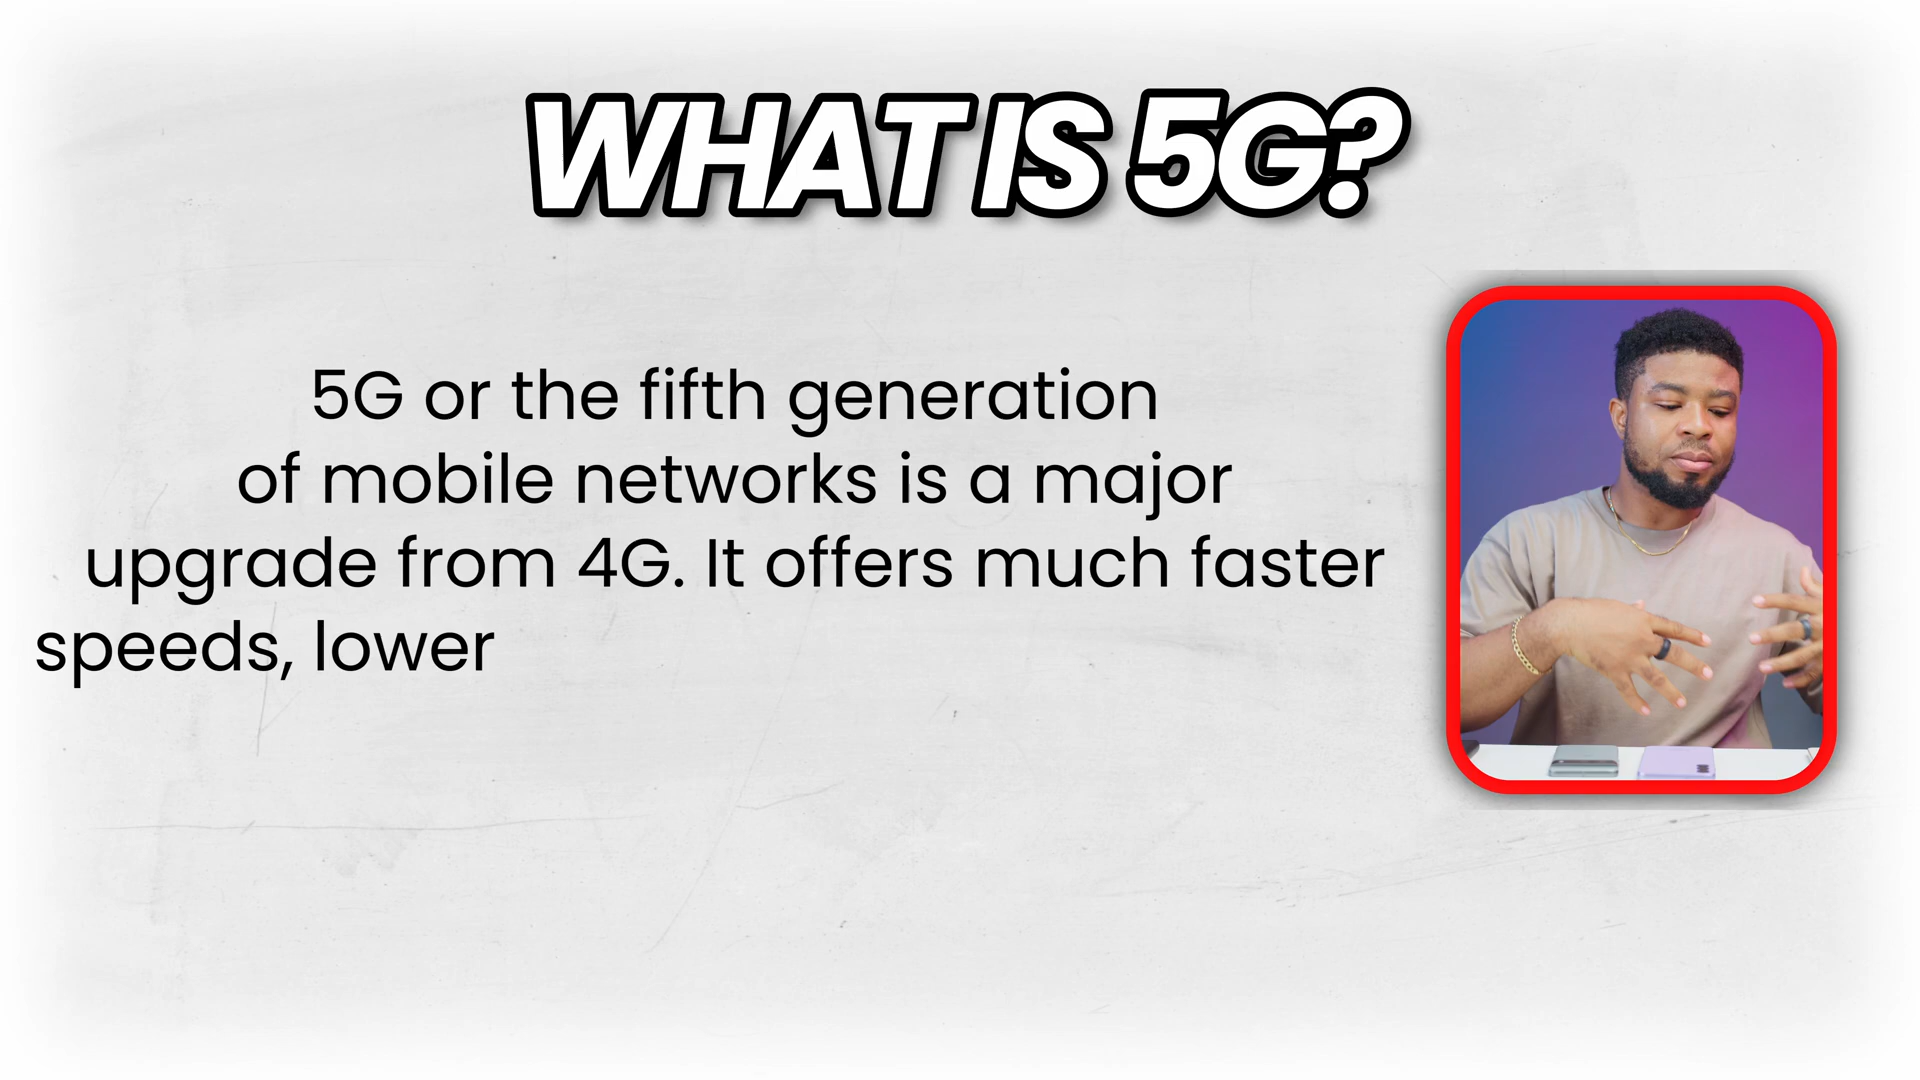 WHAT IS 5G?
5G or the fifth generation
of mobile networks is a major
upgrade from 4G. It offers much faster
speeds, lower